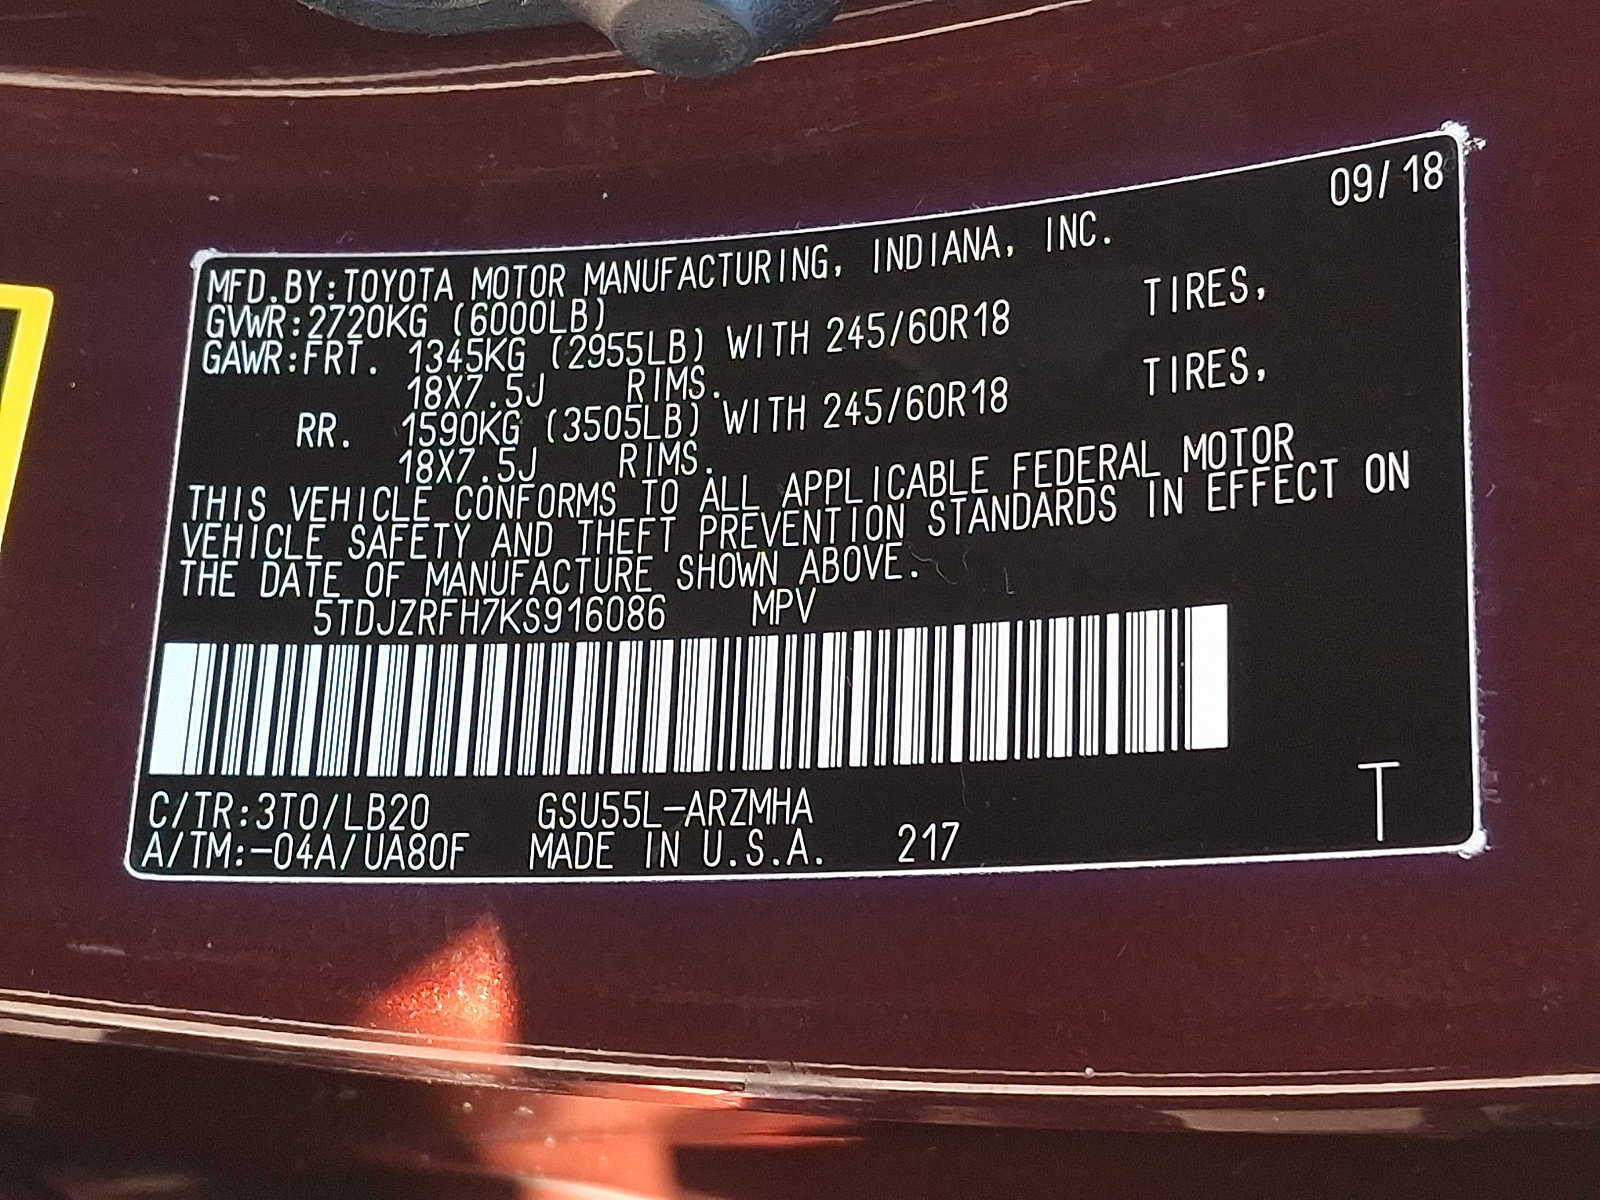 09/18
MFD.BY:TOYOTA MOTOR MANUFACTURING, INDIANA, INC.
GVWR:2720KG (6000LB)
GAWR:FRT. 1345KG (2955LB) WITH 245/60R18 TIRES,
18X7.5J RIMS.
RR. 1590KG (3505LB) WITH 245/60R18 TIRES,
18X7.5J RIMS.
THIS VEHICLE CONFORMS TO ALL APPLICABLE FEDERAL MOTOR
VEHICLE SAFETY AND THEFT PREVENTION STANDARDS IN EFFECT ON
THE DATE OF MANUFACTURE SHOWN ABOVE.
5TDJZRFH7KS916086 MPV
C/TR:3T0/LB20 GSU55L-ARZMHA
A/TM:-04A/UA80F MADE IN U.S.A. 217 T